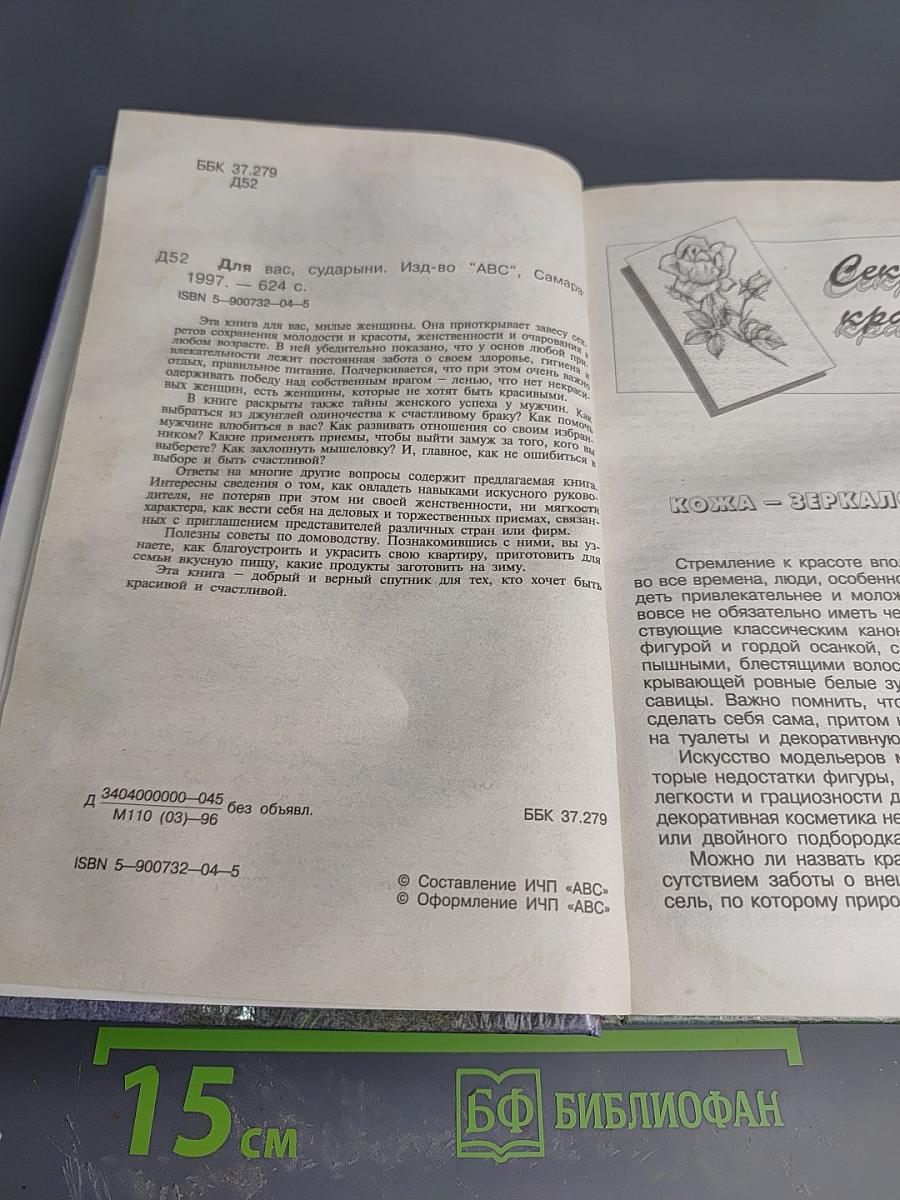 ББК 37.279
Д52
Д52 Для вас, сударыни. Изд-во "АВС", Самара
1997. — 624 с.
ISBN 5—900732—04—5
Эта книга для вас, милые женщины. Она приоткрывает завесу сек-
ретов сохранения молодости и красоты, женственности и очарования в
любом возрасте. В ней убедительно показано, что у основ любой при-
влекательности лежит постоянная забота о своем здоровье, гигиена и
отдых, правильное питание. Подчеркивается, что при этом очень важно
одерживать победу над собственным врагом – ленью, что нет некраси-
вых женщин, есть женщины, которые не хотят быть красивыми.
В книге раскрыты также тайны женского успеха у мужчин. Как
выбраться из джунглей одиночества к счастливому браку? Как помочь
мужчине влюбиться в вас? Как развивать отношения со своим избран-
ником? Какие применять приемы, чтобы выйти замуж за того, кого вы
выберете? Как захлопнуть мышеловку? И, главное, как не ошибиться в
выборе и быть счастливой?
Ответы на многие другие вопросы содержит предлагаемая книга.
Интересны сведения о том, как овладеть навыками искусного руково-
дителя, не потеряв при этом ни своей женственности, ни мягкости
характера, как вести себя на деловых и торжественных приемах, связан-
ных с приглашением представителей различных стран или фирм.
Полезны советы по домоводству. Познакомившись с ними, вы уз-
наете, как благоустроить и украсить свою квартиру, приготовить для
семьи вкусную пищу, какие продукты заготовить на зиму.
Эта книга – добрый и верный спутник для тех, кто хочет быть
красивой и счастливой.
Д 3404000000—045 без объявл.
М110 (03)—96
ББК 37.279
ISBN 5—900732—04—5
© Составление ИЧП «АВС»
© Оформление ИЧП «АВС»
Сек
кра
КОЖА – ЗЕРКАЛО
Стремление к красоте впол
во все времена, люди, особенно
деть привлекательнее и молож
вовсе не обязательно иметь че
ствующие классическим канон
фигурой и гордой осанкой, с
пышными, блестящими волос
крывающей ровные белые зу
савицы. Важно помнить, что
сделать себя сама, притом н
на туалеты и декоративную
Искусство модельеров м
торые недостатки фигуры,
легкости и грациозности д
декоративная косметика не
или двойного подбородка
Можно ли назвать кра
сутствием заботы о внеш
сель, по которому приро
15 см
БФ БИБЛИОФАН